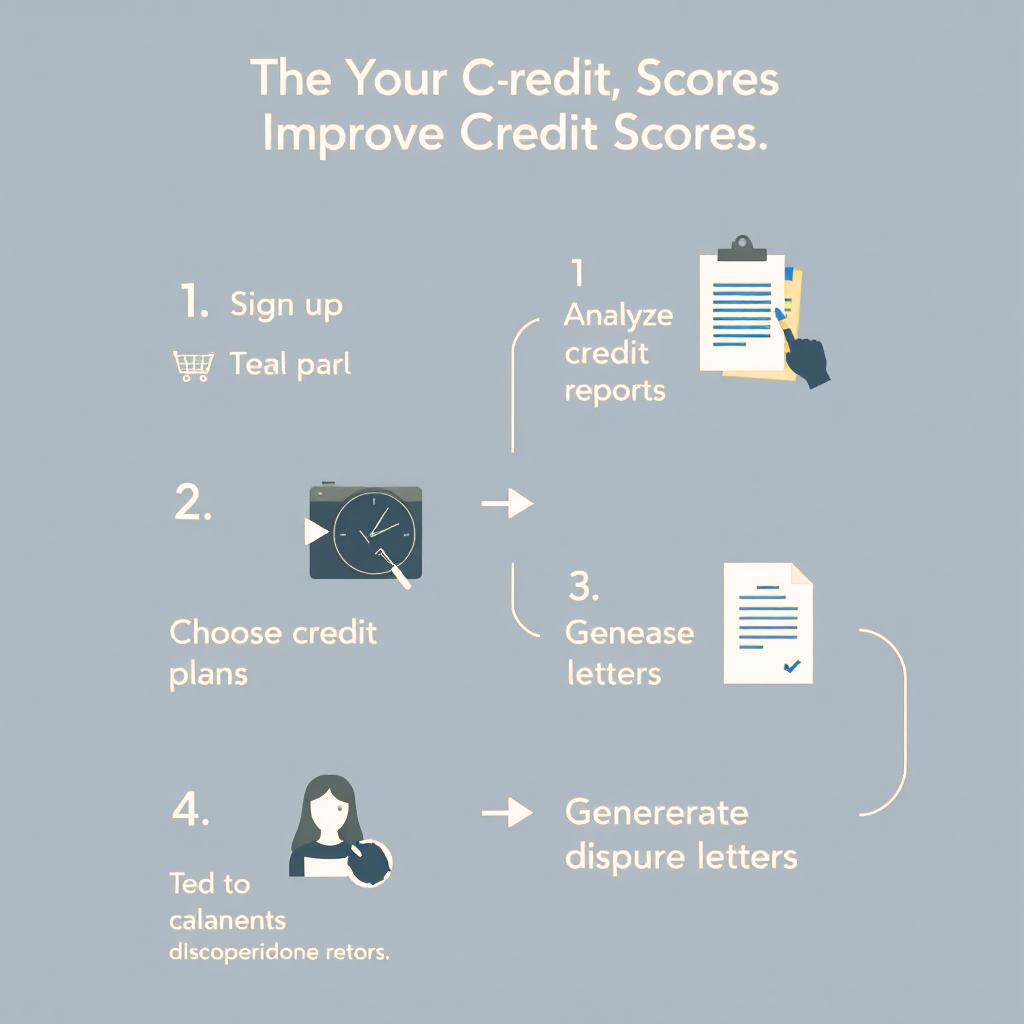 The Your C-redit, Scores
Improve Credit Scores.
1. Sign up
Teal parl
1
Analyze
credit
reports
2.
Choose credit
plans
3.
Genease
letters
4.
Ted to
calanents
discoperidone retors.
Genererate
dispure letters